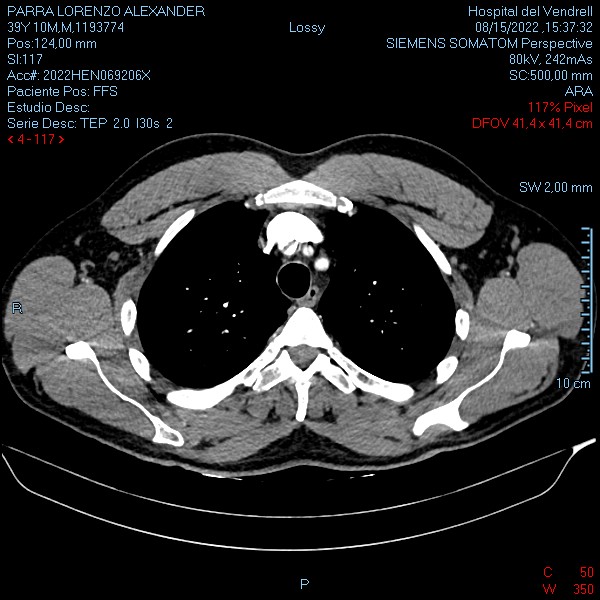 PARRA LORENZO ALEXANDER
39Y 10M,M,1193774
Pos:124,00 mm
SI:117
Acc#: 2022HEN069206X
Paciente Pos: FFS
Estudio Desc:
Serie Desc: TEP 2.0 I30s 2
< 4 - 117 >
Lossy
Hospital del Vendrell
08/15/2022 ,15:37:32
SIEMENS SOMATOM Perspective
80kV, 242mAs
SC:500,00 mm
ARA
117% Pixel
DFOV 41,4 x 41,4 cm
SW 2,00 mm
R
10 cm
P
C 50
W 350